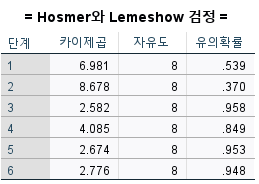 = Hosmer와 Lemeshow 검정 =
단계 카이제곱 자유도 유의확률
1 6.981 8 .539
2 8.678 8 .370
3 2.582 8 .958
4 4.085 8 .849
5 2.674 8 .953
6 2.776 8 .948